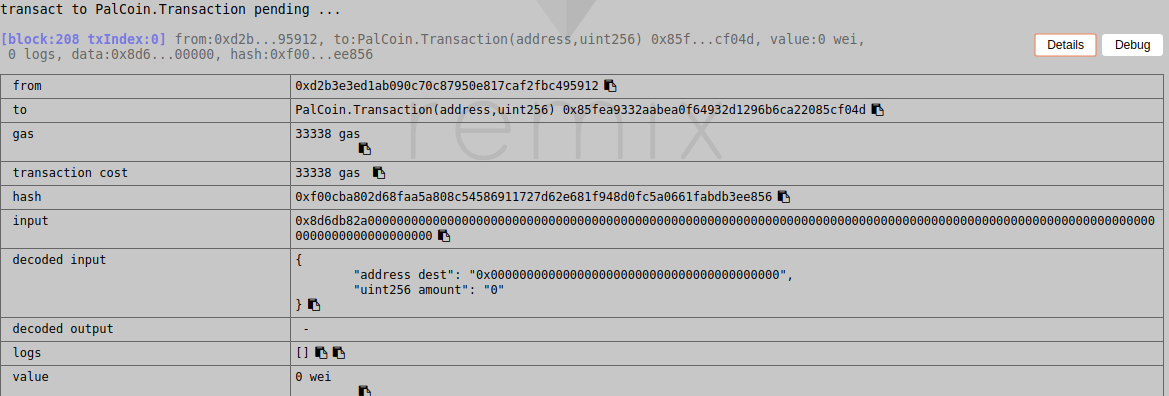 transact to PalCoin.Transaction pending ...
[block:208 txIndex:0] from:0xd2b...95912, to:PalCoin.Transaction(address,uint256) 0x85f...cf04d, value:0 wei,
0 logs, data:0x8d6...00000, hash:0xf00...ee856
Details Debug
remix
from 0xd2b3e3ed1ab090c70c87950e817caf2fbc495912
to PalCoin.Transaction(address,uint256) 0x85fea9332aabea0f64932d1296b6ca22085cf04d
gas 33338 gas
transaction cost 33338 gas
hash 0xf00cba802d68faa5a808c54586911727d62e681f948d0fc5a0661fabdb3ee856
input 0x8d6db82a0000000000000000000000000000000000000000000000000000000000000000000000000000000000000000000000000000000000000
0000000000000000000
decoded input {
"address dest": "0x0000000000000000000000000000000000000000",
"uint256 amount": "0"
}
decoded output -
logs []
value 0 wei